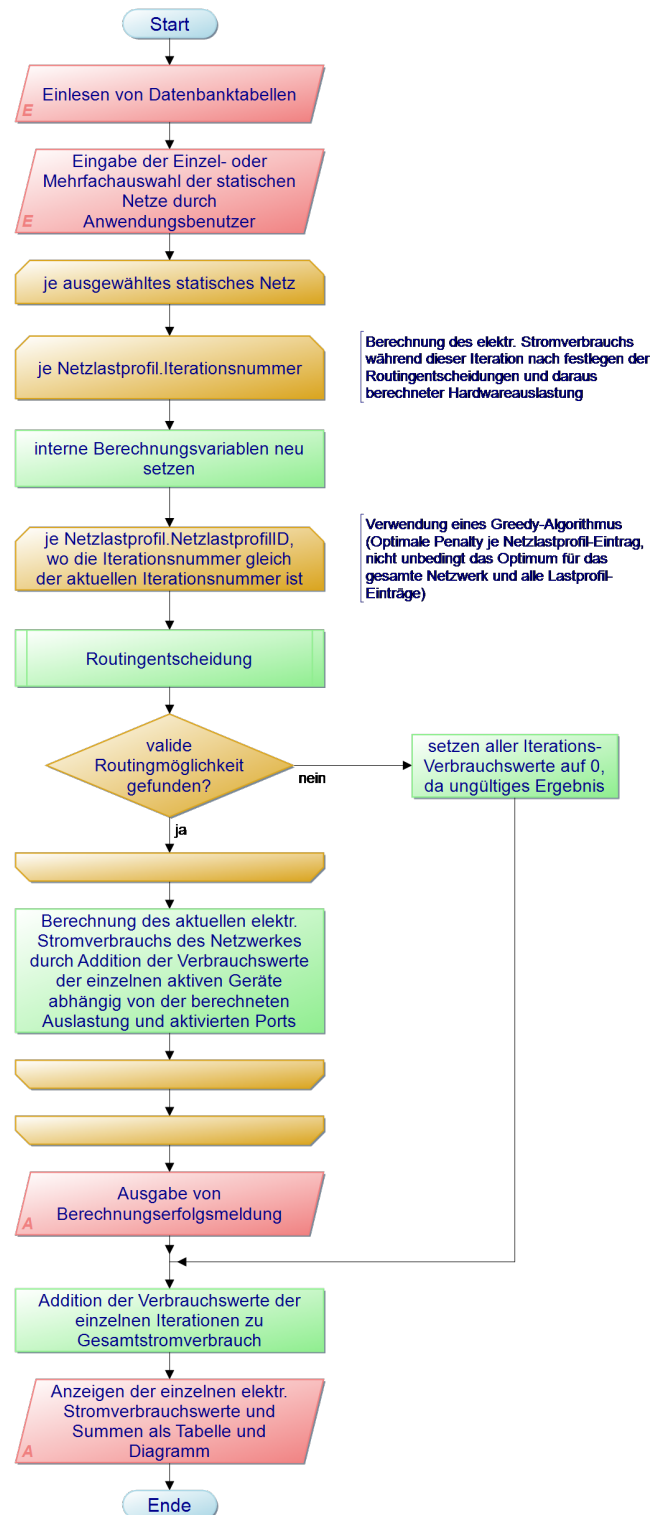 Start
Einlesen von Datenbanktabellen
E
Eingabe der Einzel- oder
Mehrfachauswahl der statischen
Netze durch
Anwendungsbenutzer
E
je ausgewähltes statisches Netz
je Netzlastprofil.Iterationsnummer
Berechnung des elektr. Stromverbrauchs
während dieser Iteration nach festlegen der
Routingentscheidungen und daraus
berechneter Hardwareauslastung
interne Berechnungsvariablen neu
setzen
je Netzlastprofil.NetzlastprofilID,
wo die Iterationsnummer gleich
der aktuellen Iterationsnummer ist
Verwendung eines Greedy-Algorithmus
(Optimale Penalty je Netzlastprofil-Eintrag,
nicht unbedingt das Optimum für das
gesamte Netzwerk und alle Lastprofil-
Einträge)
Routingentscheidung
valide
Routingmöglichkeit
gefunden?
nein
setzen aller Iterations-
Verbrauchswerte auf 0,
da ungültiges Ergebnis
ja
Berechnung des aktuellen elektr.
Stromverbrauchs des Netzwerkes
durch Addition der Verbrauchswerte
der einzelnen aktiven Geräte
abhängig von der berechneten
Auslastung und aktivierten Ports
Ausgabe von
Berechnungserfolgsmeldung
A
Addition der Verbrauchswerte der
einzelnen Iterationen zu
Gesamtstromverbrauch
Anzeigen der einzelnen elektr.
Stromverbrauchswerte und
Summen als Tabelle und
Diagramm
A
Ende